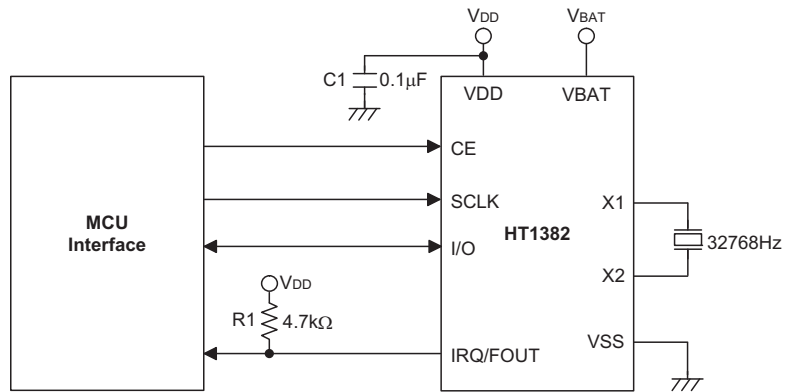 VDD VBAT
C1 0.1μF
VDD VBAT
CE
MCU
Interface
SCLK
X1
HT1382
32768Hz
I/O
X2
VDD
R1 4.7kΩ
IRQ/FOUT
VSS